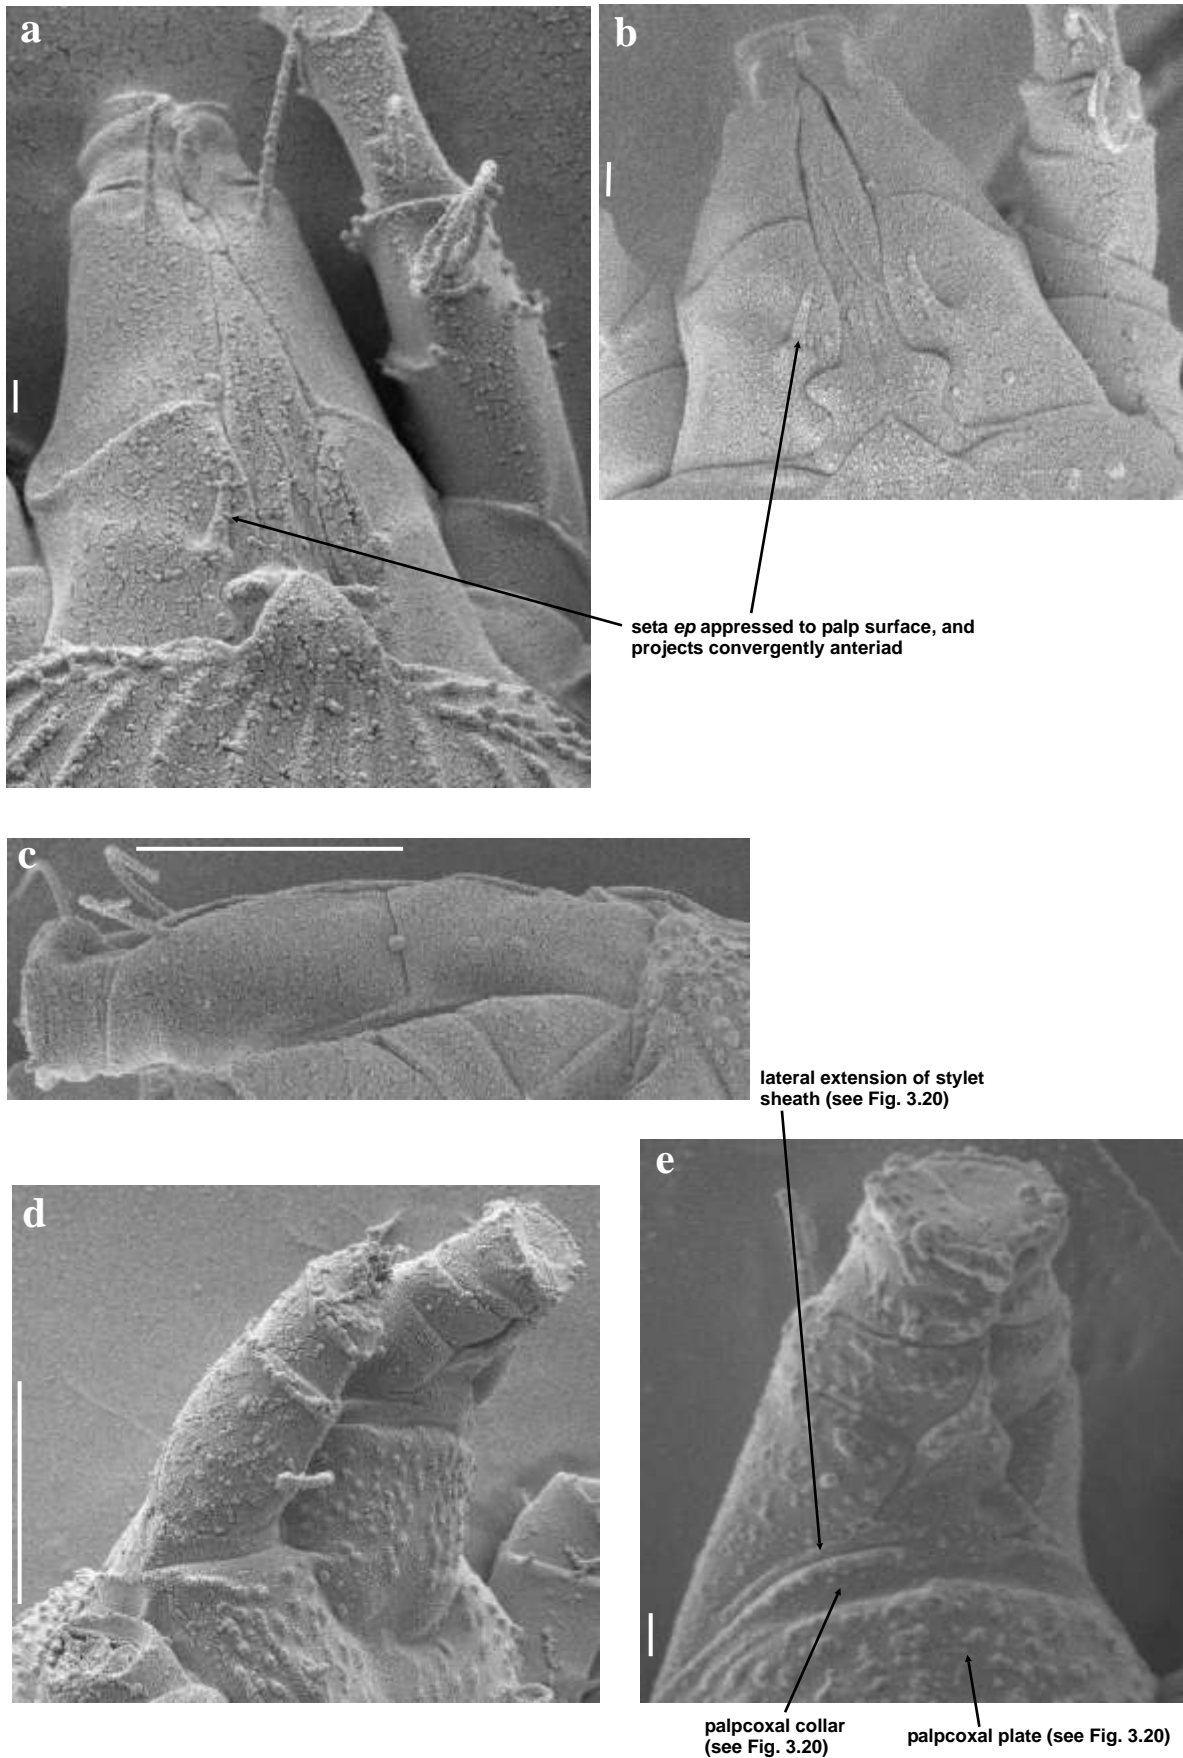 a
b
seta ep appressed to palp surface, and
projects convergently anteriad
c
lateral extension of stylet
sheath (see Fig. 3.20)
d
e
palpcoxal collar
(see Fig. 3.20)
palpcoxal plate (see Fig. 3.20)